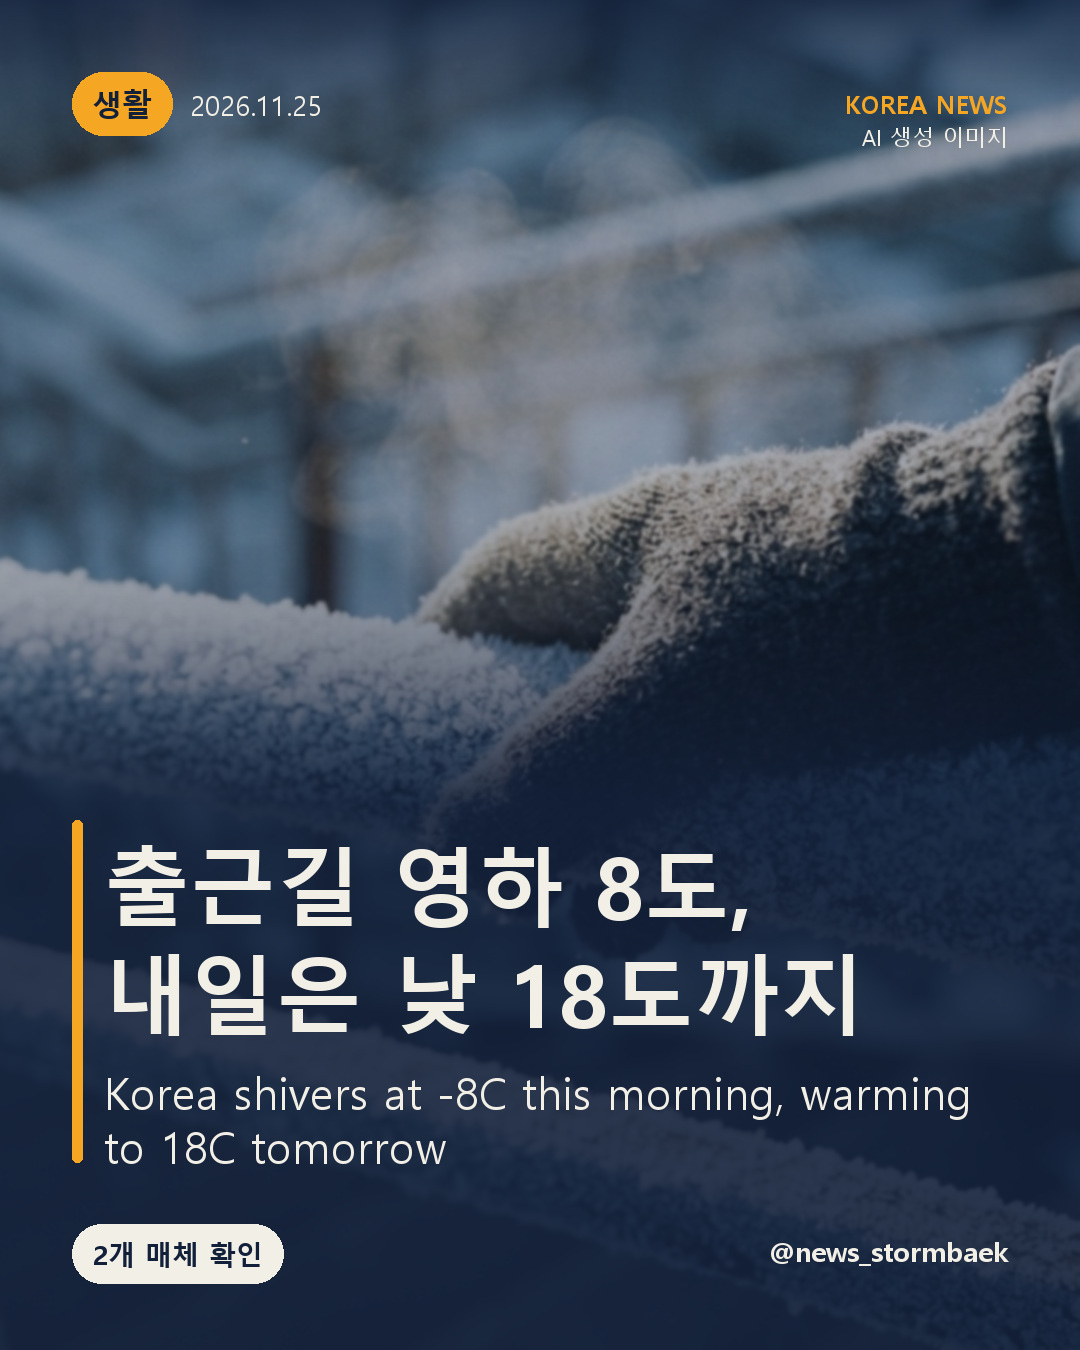 생활 2026.11.25
KOREA NEWS
AI 생성 이미지
출근길 영하 8도,
내일은 낮 18도까지
Korea shivers at -8C this morning, warming
to 18C tomorrow
2개 매체 확인
@news_stormbaek